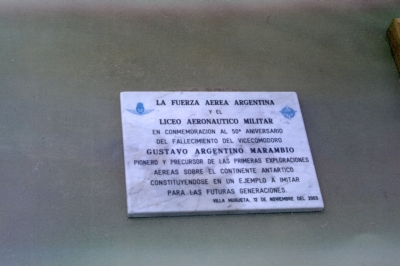 LA FUERZA AEREA ARGENTINA
Y EL
LICEO AERONAUTICO MILITAR
EN CONMEMORACION AL 50º ANIVERSARIO
DEL FALLECIMIENTO DEL VICECOMODORO
GUSTAVO ARGENTINO MARAMBIO
PIONERO Y PRECURSOR DE LAS PRIMERAS EXPLORACIONES
AEREAS SOBRE EL CONTINENTE ANTARTICO
CONSTITUYENDOSE EN UN EJEMPLO A IMITAR
PARA LAS FUTURAS GENERACIONES.
VILLA MUGUETA, 12 DE NOVIEMBRE DEL 2003